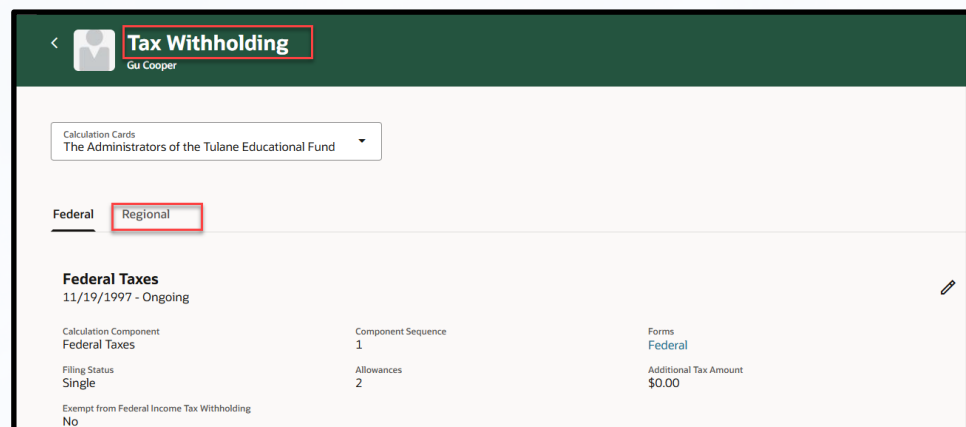 Tax Withholding
Gu Cooper
Calculation Cards
The Administrators of the Tulane Educational Fund
Federal
Regional
Federal Taxes
11/19/1997 - Ongoing
Calculation Component
Federal Taxes
Component Sequence
1
Forms
Federal
Filing Status
Single
Allowances
2
Additional Tax Amount
$0.00
Exempt from Federal Income Tax Withholding
No